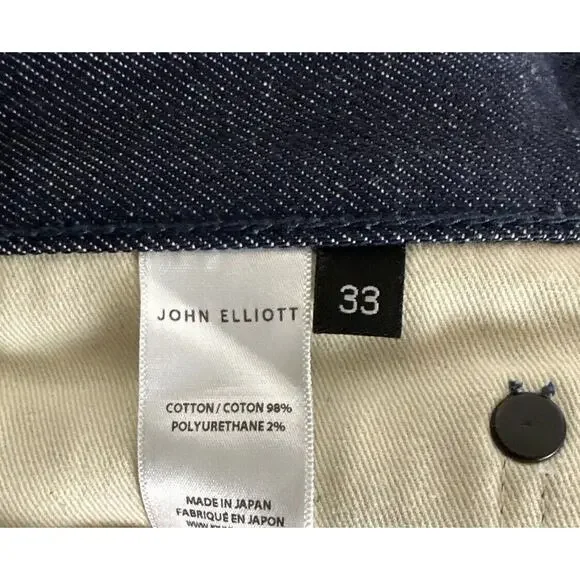 JOHN ELLIOTT
33
COTTON / COTON 98%
POLYURETHANE 2%
MADE IN JAPAN
FABRIQUÉ EN JAPON